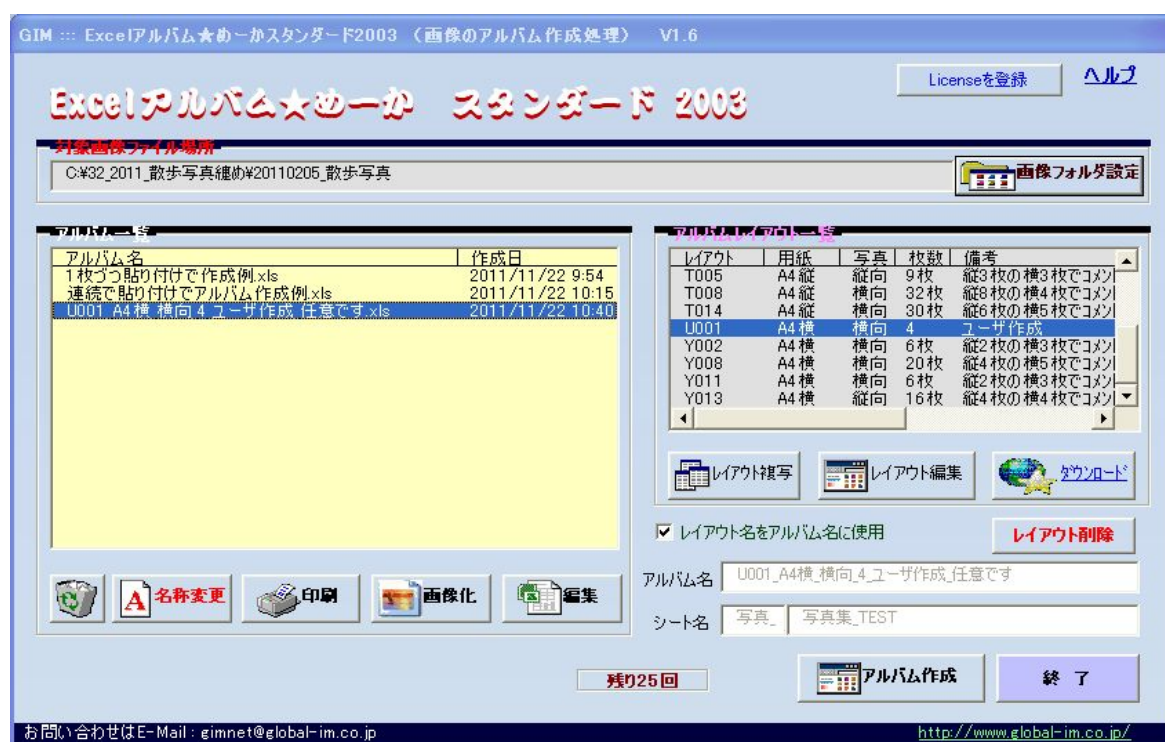 GIM ::: Excelアルバム★めーかスタンダード2003 （画像のアルバム作成処理） V1.6
Licenseを登録 ヘルプ
Excelアルバム★めーか スタンダード 2003
対象画像ファイル場所
C:¥32_2011_散歩写真纏め¥20110205_散歩写真
画像フォルダ設定
アルバム一覧
アルバム名 作成日
1枚づつ貼り付けで作成例.xls 2011/11/22 9:54
連続で貼り付けでアルバム作成例.xls 2011/11/22 10:15
U001_A4横_横向_4_ユーザ作成_任意です.xls 2011/11/22 10:40
名称変更 印刷 画像化 編集
アルバムレイアウト一覧
レイアウト 用紙 写真 枚数 備考
T005 A4縦 縦向 9枚 縦3枚の横3枚でコメン
T008 A4縦 横向 32枚 縦8枚の横4枚でコメン
T014 A4縦 横向 30枚 縦6枚の横5枚でコメン
U001 A4横 横向 4 ユーザ作成
Y002 A4横 横向 6枚 縦2枚の横3枚でコメン
Y008 A4横 横向 20枚 縦4枚の横5枚でコメン
Y011 A4横 横向 6枚 縦2枚の横3枚でコメン
Y013 A4横 縦向 16枚 縦4枚の横4枚でコメン
レイアウト複写 レイアウト編集 ダウンロード
レイアウト名をアルバム名に使用 レイアウト削除
アルバム名 U001_A4横_横向_4_ユーザ作成_任意です
シート名 写真_ 写真集_TEST
残り25回 アルバム作成 終 了
お問い合わせはE-Mail : gimnet@global-im.co.jp http://www.global-im.co.jp/